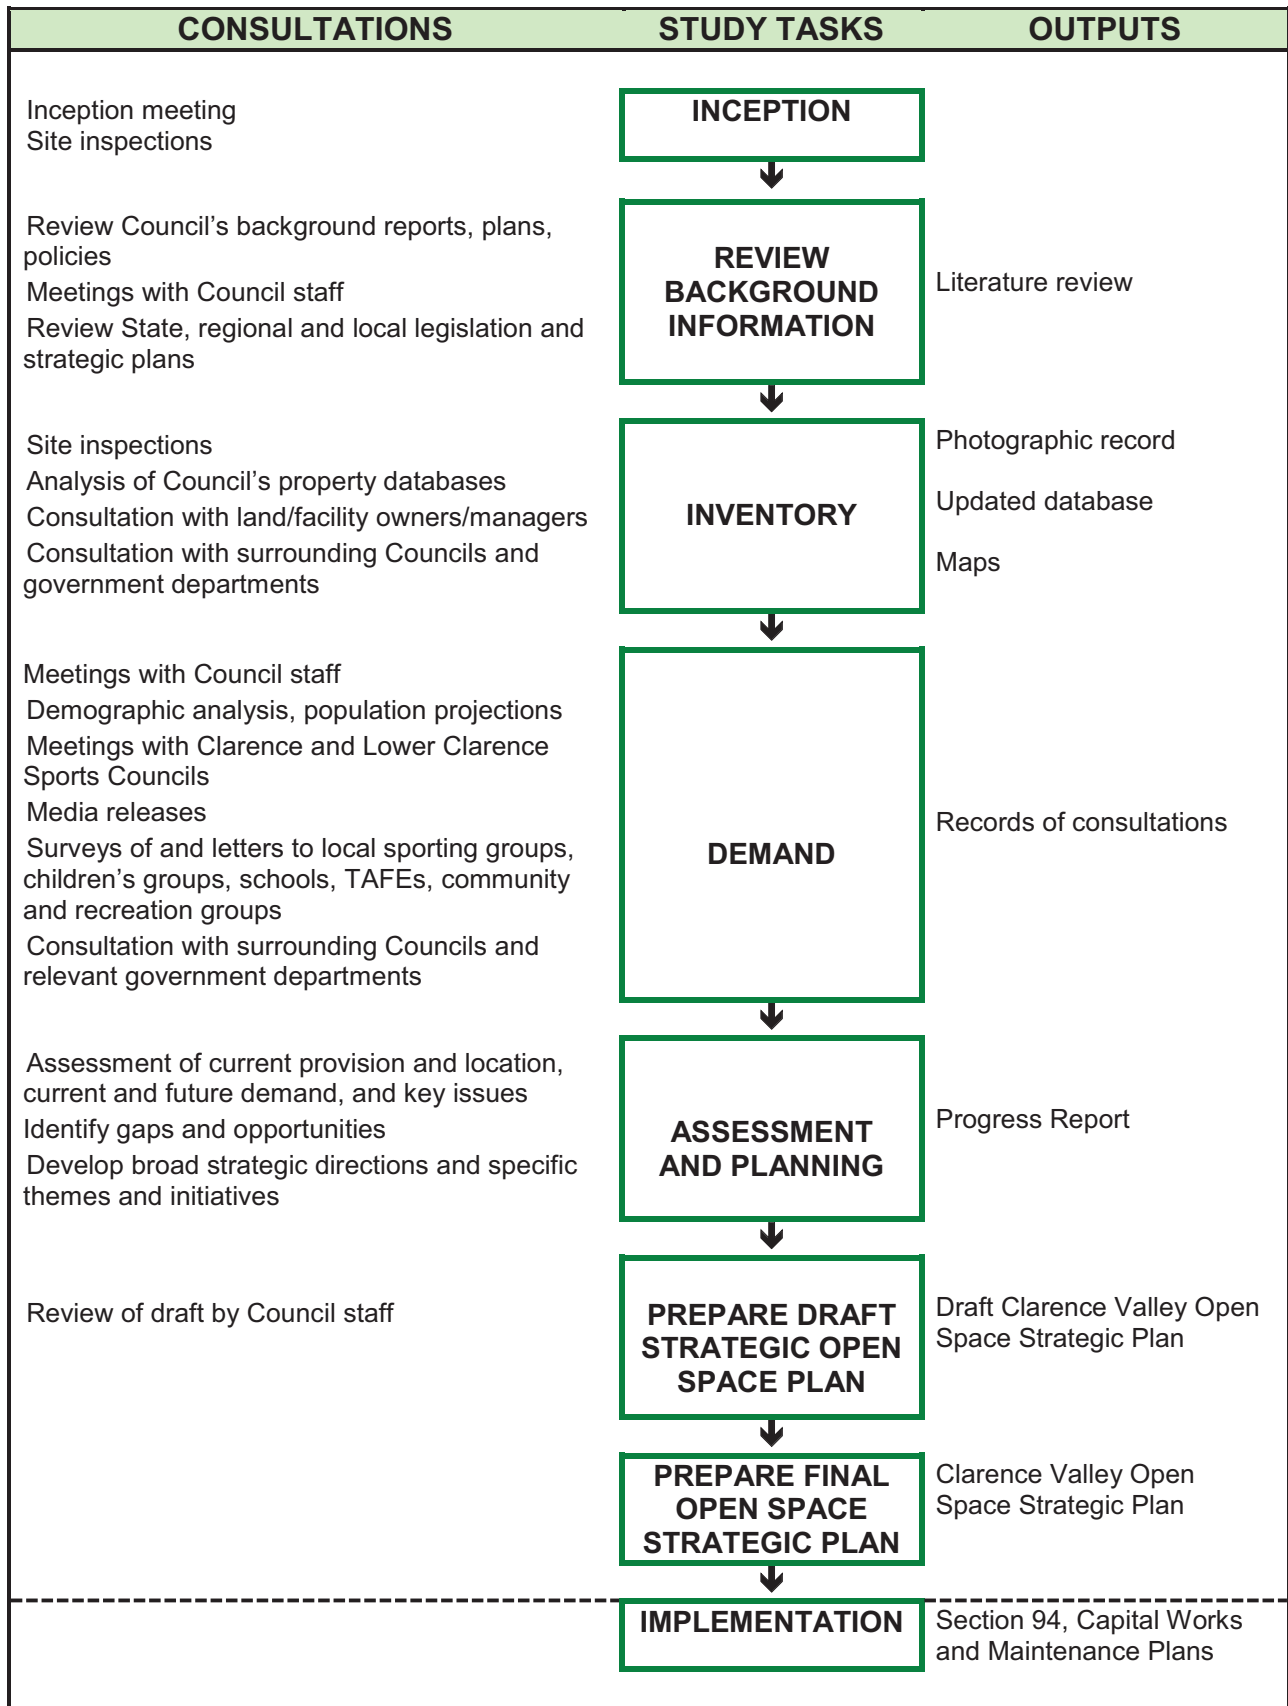 CONSULTATIONS STUDY TASKS OUTPUTS
Inception meeting
Site inspections
INCEPTION
Review Council’s background reports, plans,
policies
Meetings with Council staff
Review State, regional and local legislation and
strategic plans
REVIEW
BACKGROUND
INFORMATION
Literature review
Site inspections
Analysis of Council’s property databases
Consultation with land/facility owners/managers
Consultation with surrounding Councils and
government departments
INVENTORY
Photographic record
Updated database
Maps
Meetings with Council staff
Demographic analysis, population projections
Meetings with Clarence and Lower Clarence
Sports Councils
Media releases
Surveys of and letters to local sporting groups,
children’s groups, schools, TAFEs, community
and recreation groups
Consultation with surrounding Councils and
relevant government departments
DEMAND
Records of consultations
Assessment of current provision and location,
current and future demand, and key issues
Identify gaps and opportunities
Develop broad strategic directions and specific
themes and initiatives
ASSESSMENT
AND PLANNING
Progress Report
Review of draft by Council staff
PREPARE DRAFT
STRATEGIC OPEN
SPACE PLAN
Draft Clarence Valley Open
Space Strategic Plan
PREPARE FINAL
OPEN SPACE
STRATEGIC PLAN
Clarence Valley Open
Space Strategic Plan
IMPLEMENTATION
Section 94, Capital Works
and Maintenance Plans